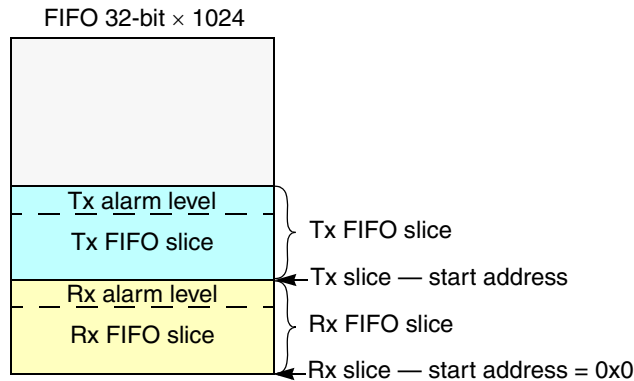 FIFO 32-bit × 1024
Tx alarm level
Tx FIFO slice
Tx FIFO slice
Tx slice — start address
Rx alarm level
Rx FIFO slice
Rx FIFO slice
Rx slice — start address = 0x0